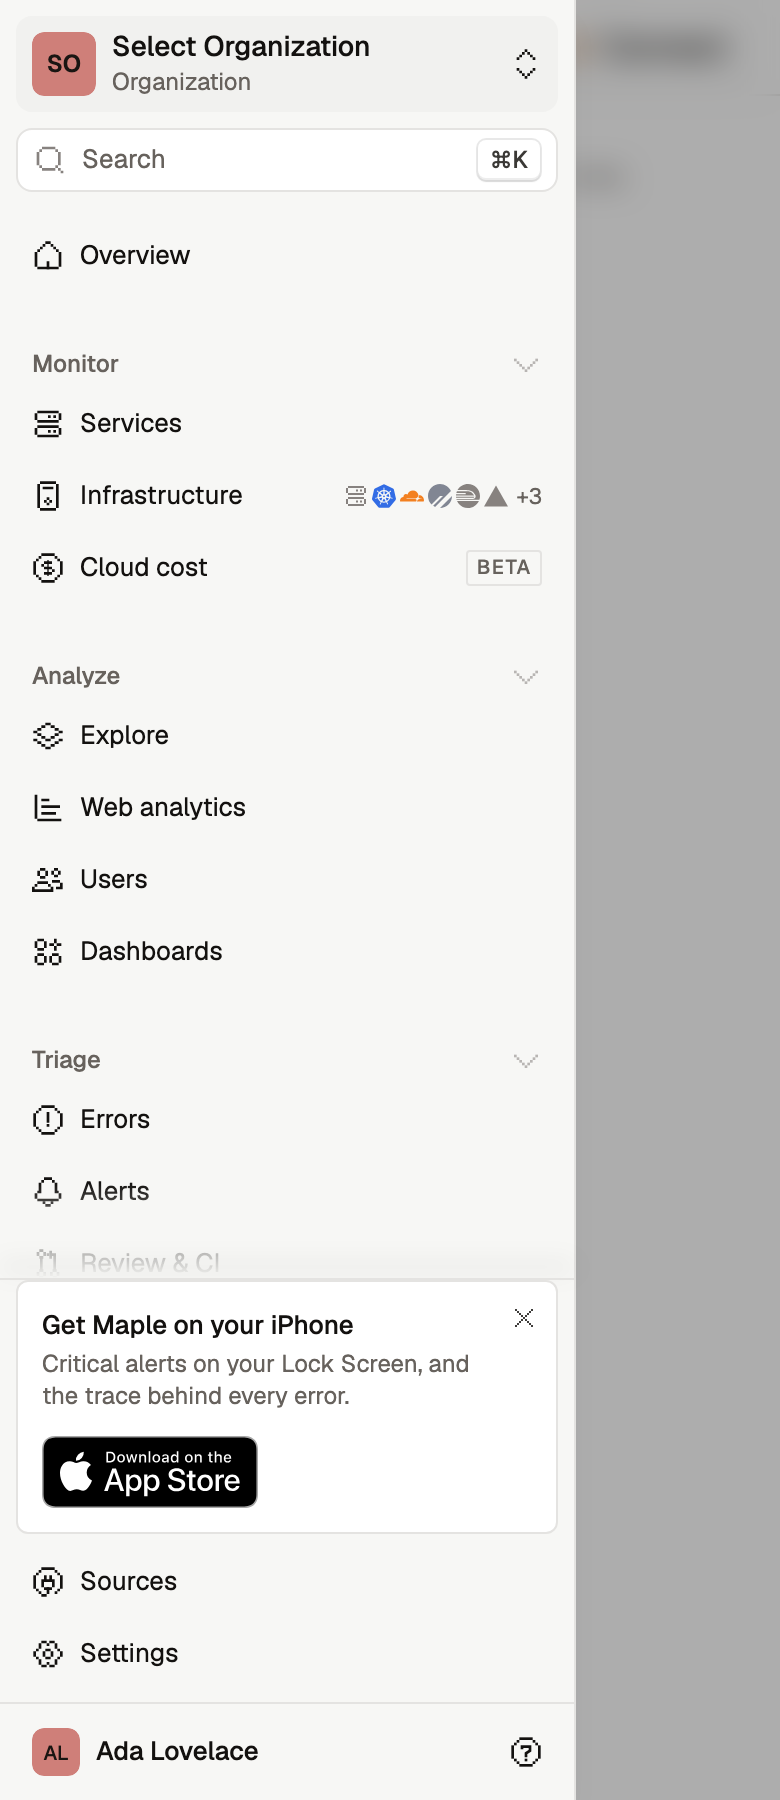 SO
Select Organization
Organization
Search
⌘K
Overview
Monitor
Services
Infrastructure
+3
Cloud cost
BETA
Analyze
Explore
Web analytics
Users
Dashboards
Triage
Errors
Alerts
Review & CI
Get Maple on your iPhone
Critical alerts on your Lock Screen, and
the trace behind every error.
Download on the
App Store
Sources
Settings
AL
Ada Lovelace